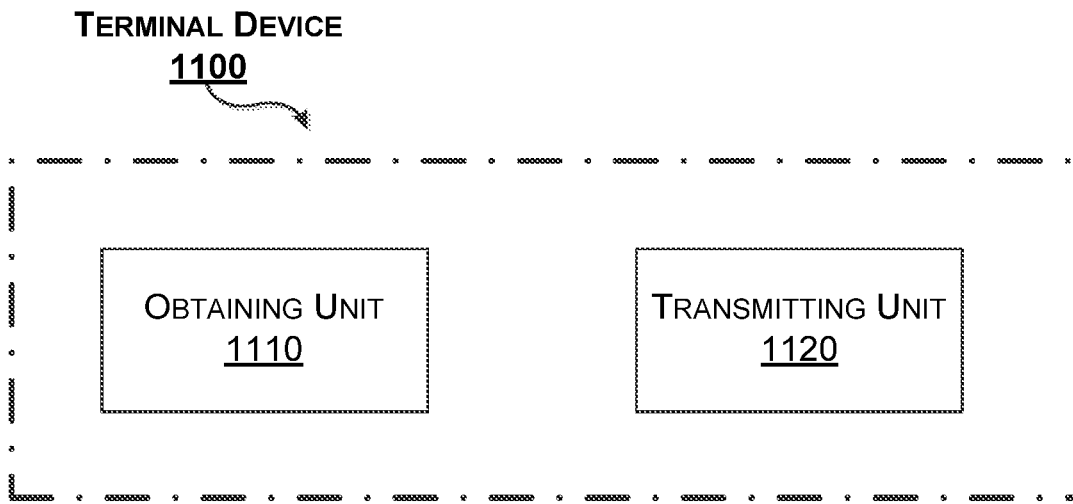 TERMINAL DEVICE
1100
OBTAINING UNIT
1110
TRANSMITTING UNIT
1120